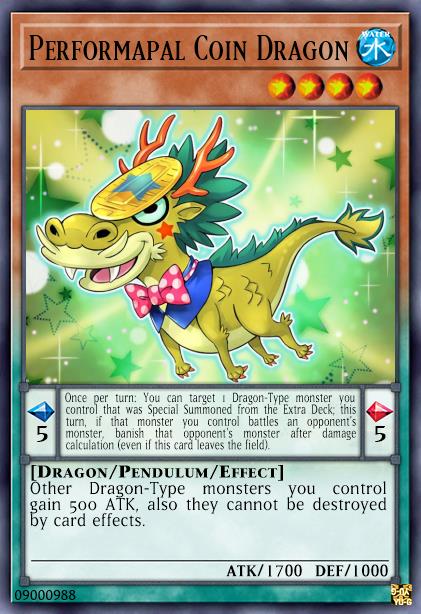 PERFORMAPAL COIN DRAGON
WATER
水
Once per turn: You can target 1 Dragon-Type monster you
control that was Special Summoned from the Extra Deck; this
turn, if that monster you control battles an opponent's
monster, banish that opponent's monster after damage
calculation (even if this card leaves the field).
5
5
[DRAGON/PENDULUM/EFFECT]
Other Dragon-Type monsters you control
gain 500 ATK, also they cannot be destroyed
by card effects.
ATK/1700 DEF/1000
09000988